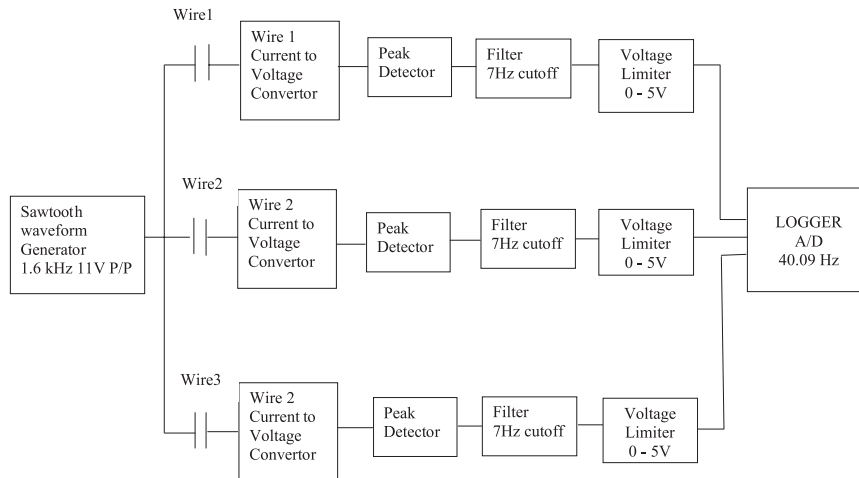 Wire1
Wire 1
Current to
Voltage
Convertor
Peak
Detector
Filter
7Hz cutoff
Voltage
Limiter
0 - 5V
Sawtooth
waveform
Generator
1.6 kHz 11V P/P
Wire2
Wire 2
Current to
Voltage
Convertor
Peak
Detector
Filter
7Hz cutoff
Voltage
Limiter
0 - 5V
LOGGER
A/D
40.09 Hz
Wire3
Wire 2
Current to
Voltage
Convertor
Peak
Detector
Filter
7Hz cutoff
Voltage
Limiter
0 - 5V